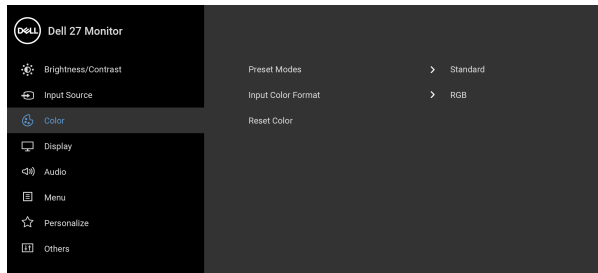 DELL Dell 27 Monitor
Brightness/Contrast Preset Modes Standard
Input Source Input Color Format RGB
Color Reset Color
Display
Audio
Menu
Personalize
Others